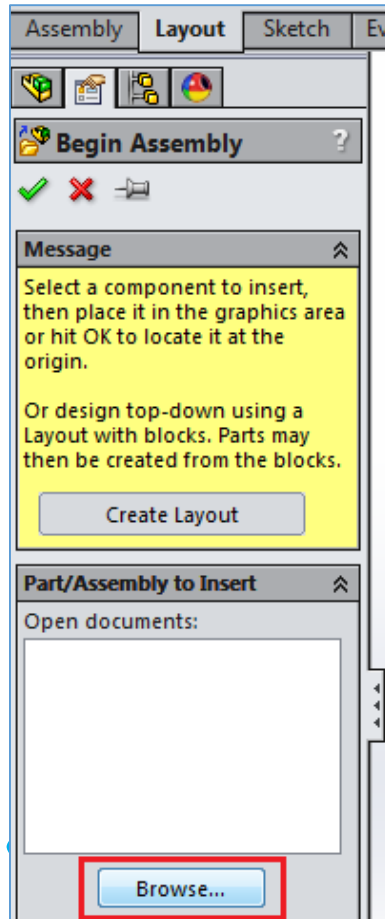 Assembly Layout Sketch Ev
Begin Assembly ?
Message
Select a component to insert,
then place it in the graphics area
or hit OK to locate it at the
origin.
Or design top-down using a
Layout with blocks. Parts may
then be created from the blocks.
Create Layout
Part/Assembly to Insert
Open documents:
Browse...